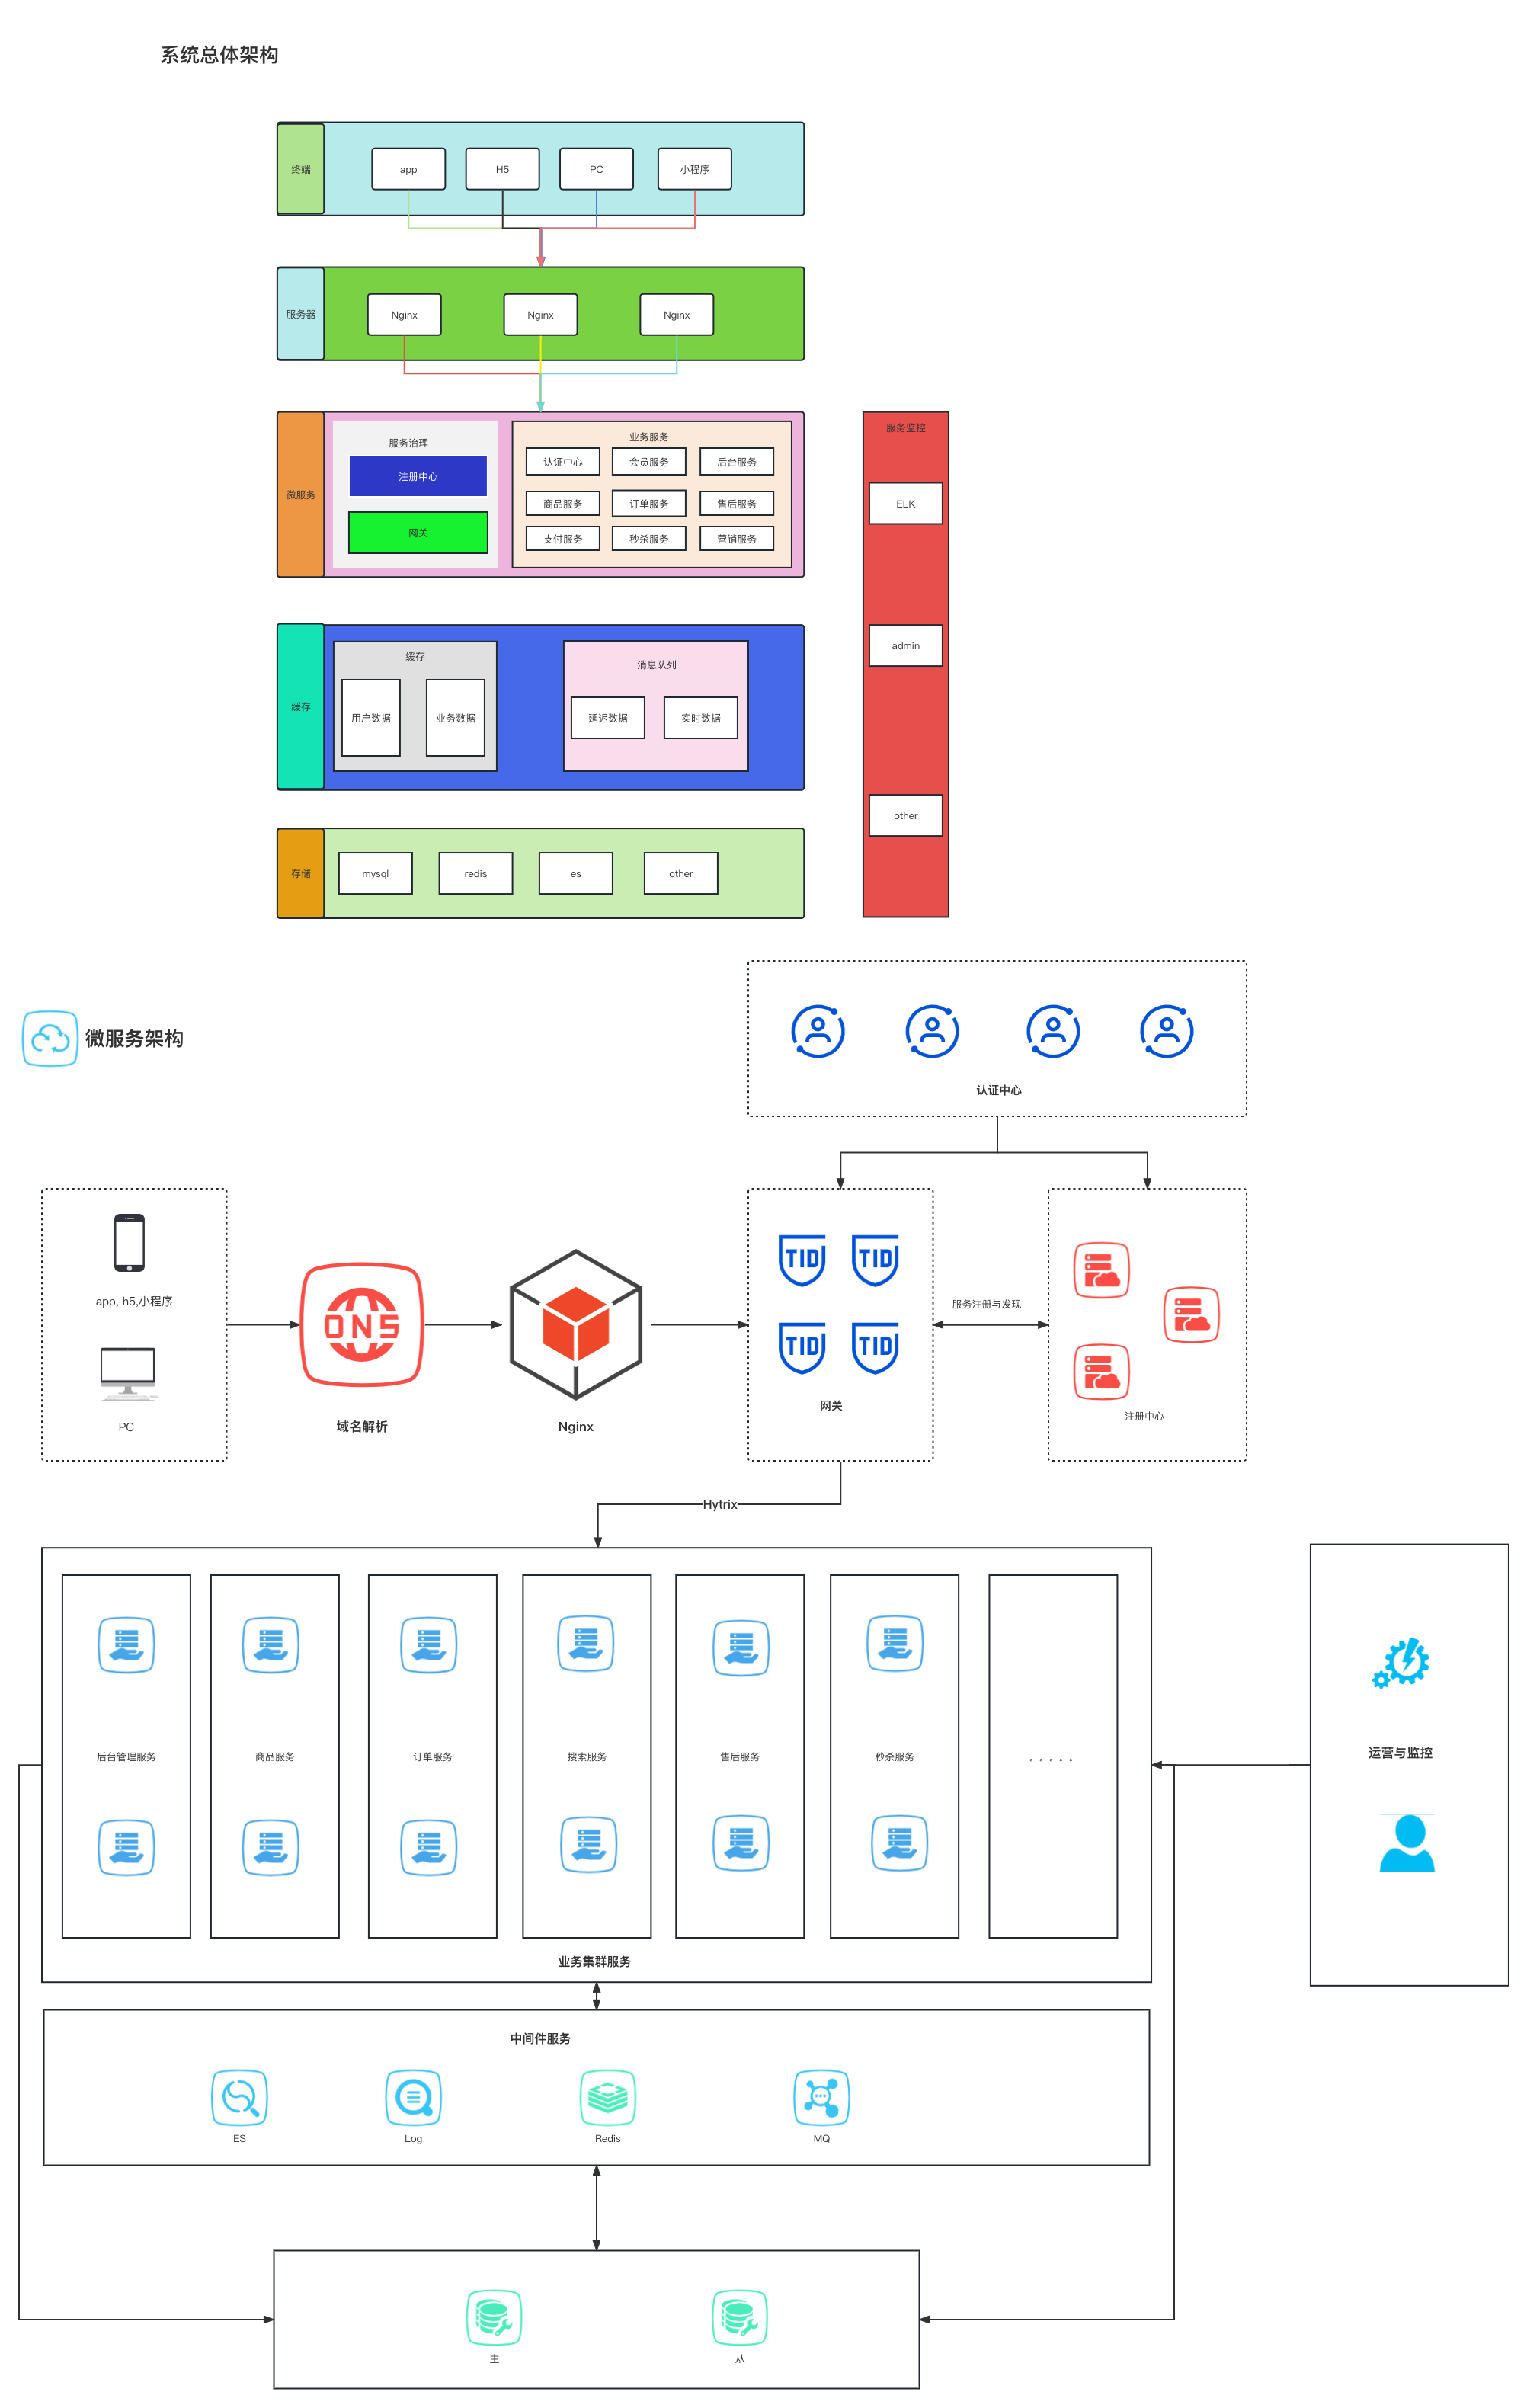 系统总体架构
终端
app
H5
PC
小程序
服务器
Nginx
Nginx
Nginx
微服务
服务治理
注册中心
网关
业务服务
认证中心
会员服务
后台服务
商品服务
订单服务
售后服务
支付服务
秒杀服务
营销服务
服务监控
ELK
admin
other
缓存
缓存
用户数据
业务数据
消息队列
延迟数据
实时数据
存储
mysql
redis
es
other
微服务架构
认证中心
app, h5,小程序
PC
DNS
域名解析
Nginx
TID
TID
TID
TID
网关
服务注册与发现
注册中心
Hytrix
后台管理服务
商品服务
订单服务
搜索服务
售后服务
秒杀服务
。。。。。
业务集群服务
运营与监控
中间件服务
ES
Log
Redis
MQ
主
从